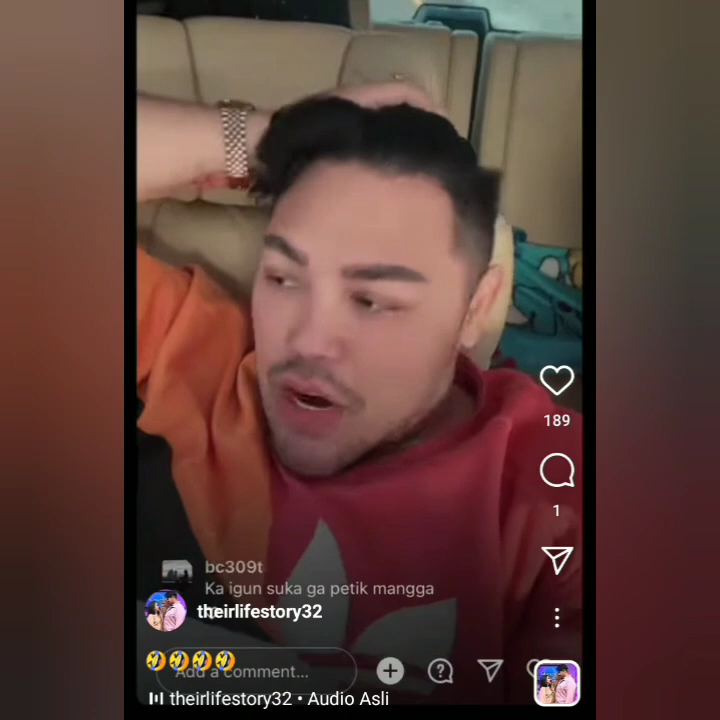 189
1
bc309t
Ka igun suka ga petik mangga
theirlifestory32
Add a comment...
theirlifestory32 • Audio Asli